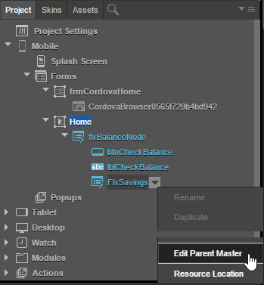 Project Skins Assets
Project Settings
Mobile
Splash Screen
Forms
frmCordovaHome
CordovaBrowser0565f729b4bd942
Home
flxBalanceNode
btnCheckBalance
lblCheckBalance
FlxSavings
Popups
Rename
Tablet
Duplicate
Desktop
Watch
Edit Parent Master
Modules
Actions
Resource Location